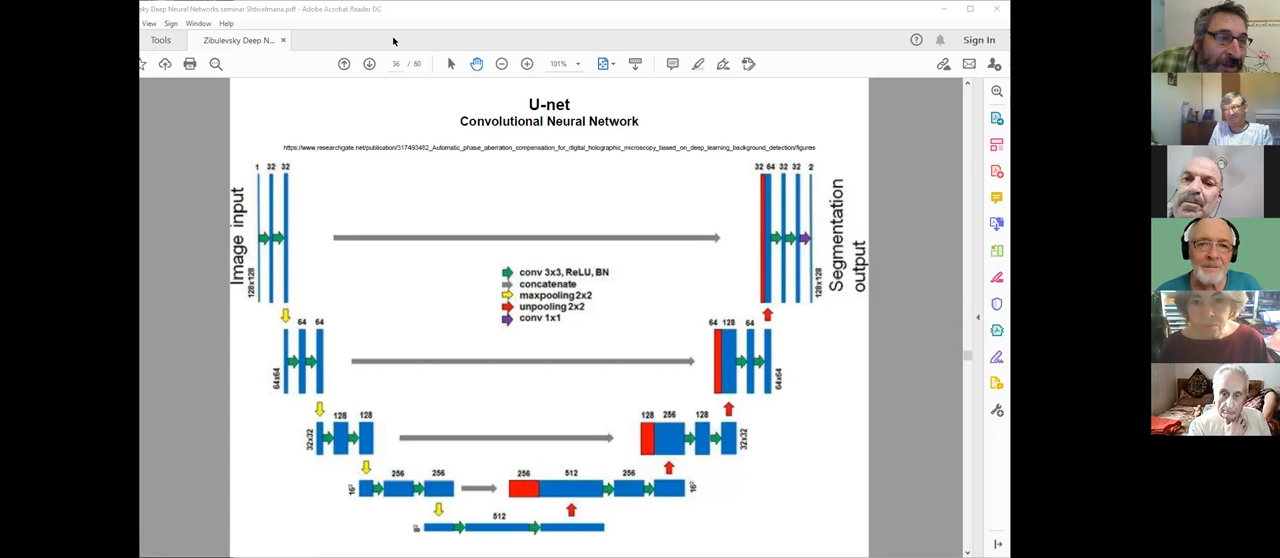 sky Deep Neural Networks seminar Shtivelmana.pdf - Adobe Acrobat Reader DC
View Sign Window Help
Tools
Zibulevsky Deep N...
Sign In
36 / 60
101%
U-net
Convolutional Neural Network
https://www.researchgate.net/publication/317493482_Automatic_phase_aberration_compensation_for_digital_holographic_microscopy_based_on_deep_learning_background_detection/figures
1 32 32
32 64 32 32 2
Image input
128x128
128x128
Segmentation
output
conv 3x3, ReLU, BN
concatenate
maxpooling 2x2
unpooling 2x2
conv 1x1
64 64
64 128 64
64x64
64x64
128 128
128 256 128
32x32
32x32
256 256
256 512 256
16²
16²
512
8²